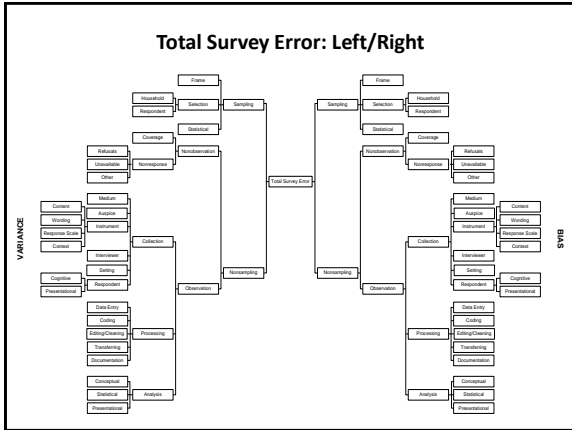 Total Survey Error: Left/Right
VARIANCE
Frame
Household
Selection
Sampling
Respondent
Statistical
Coverage
Nonobservation
Refusals
Unavailable
Nonresponse
Other
Medium
Content
Auspice
Wording
Instrument
Response Scale
Collection
Context
Interviewer
Setting
Cognitive
Respondent
Presentational
Observation
Nonsampling
Data Entry
Coding
Editing/Cleaning
Processing
Transferring
Documentation
Conceptual
Statistical
Analysis
Presentational
Total Survey Error
Frame
Household
Sampling
Selection
Respondent
Statistical
Coverage
Nonobservation
Refusals
Nonresponse
Unavailable
Other
Medium
Content
Auspice
Wording
Instrument
Response Scale
Collection
Context
Interviewer
Setting
Cognitive
Respondent
Presentational
Nonsampling
Observation
Data Entry
Coding
Processing
Editing/Cleaning
Transferring
Documentation
Conceptual
Analysis
Statistical
Presentational
BIAS